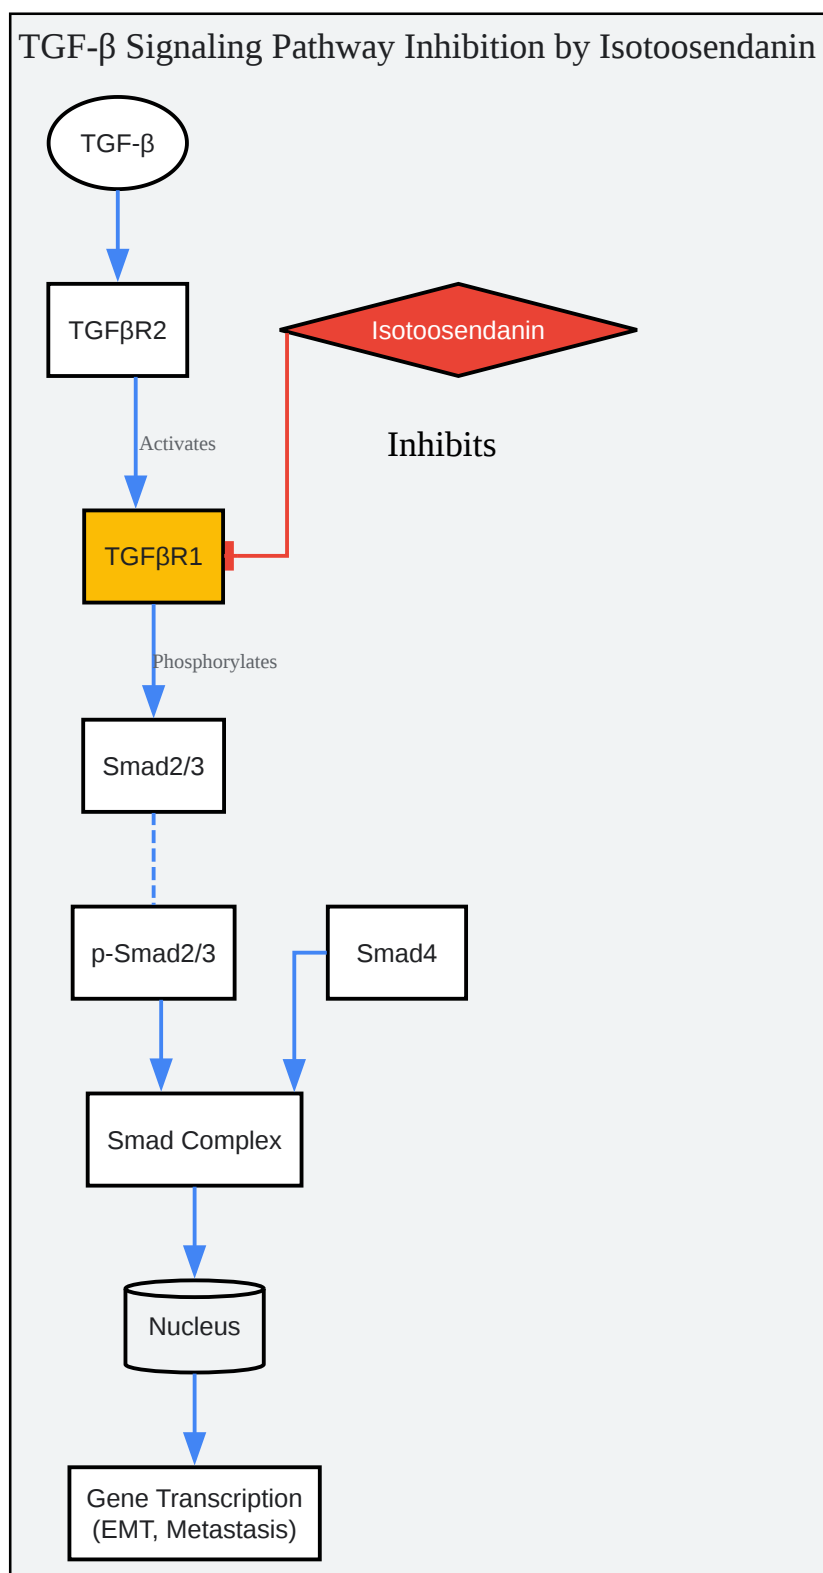 TGF-β Signaling Pathway Inhibition by Isotoosendanin
TGF-β
TGFβR2
Isotoosendanin
Activates
Inhibits
TGFβR1
Phosphorylates
Smad2/3
p-Smad2/3
Smad4
Smad Complex
Nucleus
Gene Transcription
(EMT, Metastasis)